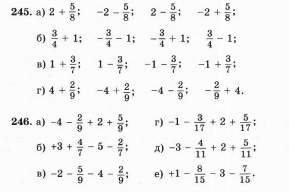 245. а) 2 + 5/8; -2 - 5/8; 2 - 5/8; -2 + 5/8;
б) 3/4 + 1; -3/4 - 1; -3/4 + 1; 3/4 - 1;
в) 1 + 3/7; 1 - 3/7; -1 - 3/7; -1 + 3/7;
г) 4 + 2/9; -4 + 2/9; -4 - 2/9; -2/9 + 4.
246. а) -4 - 2/9 + 2 + 5/9; г) -1 - 3/17 + 2 + 5/17;
б) +3 + 4/7 - 5 - 2/7; д) -3 - 4/11 + 2 + 5/11;
в) -2 - 5/9 - 4 - 2/9; е) +1 - 8/15 - 3 - 7/15.